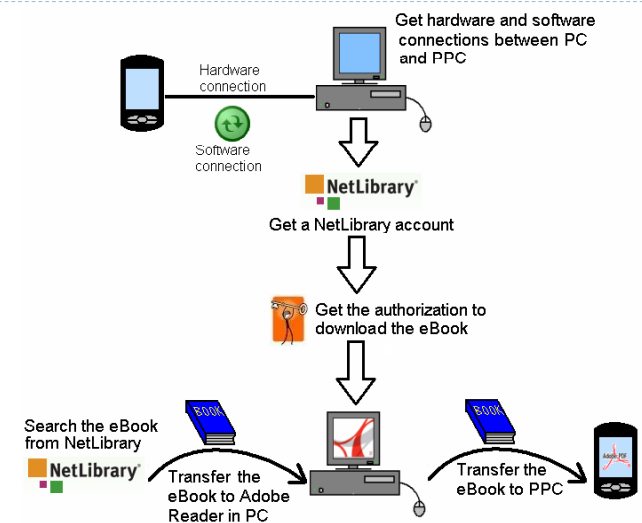 Get hardware and software
connections between PC
and PPC
Hardware
connection
Software
connection
NetLibrary
Get a NetLibrary account
Get the authorization to
download the eBook
BOOK
BOOK
Search the eBook
from NetLibrary
NetLibrary
Transfer the
eBook to Adobe
Reader in PC
Transfer the
eBook to PPC
Adobe PDF